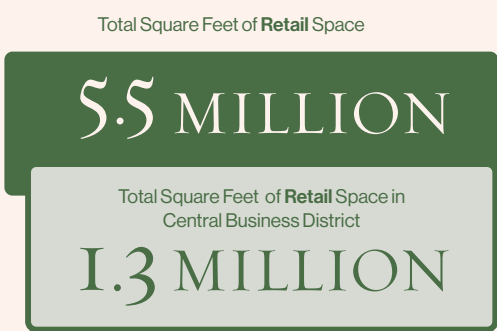 Total Square Feet of Retail Space
5.5 MILLION
Total Square Feet of Retail Space in
Central Business District
1.3 MILLION